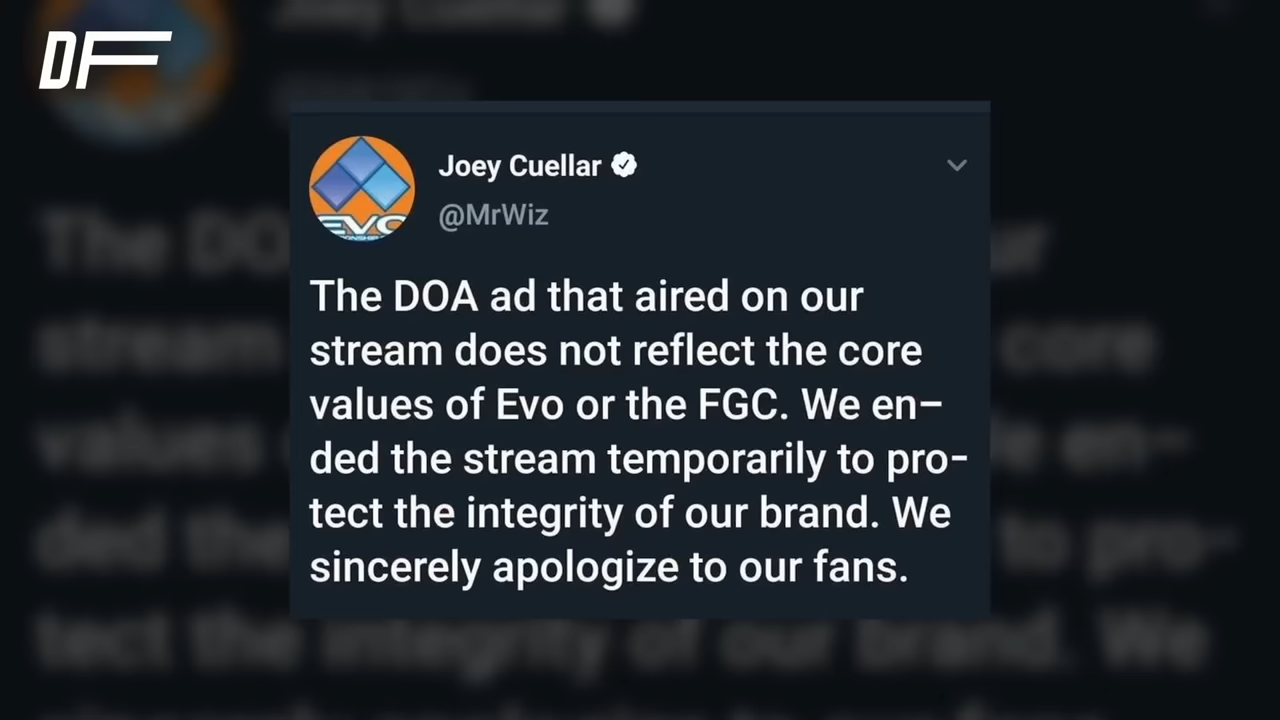 DF
Joey Cuellar
@MrWiz
The DOA ad that aired on our
stream does not reflect the core
values of Evo or the FGC. We en–
ded the stream temporarily to pro-
tect the integrity of our brand. We
sincerely apologize to our fans.
EVO